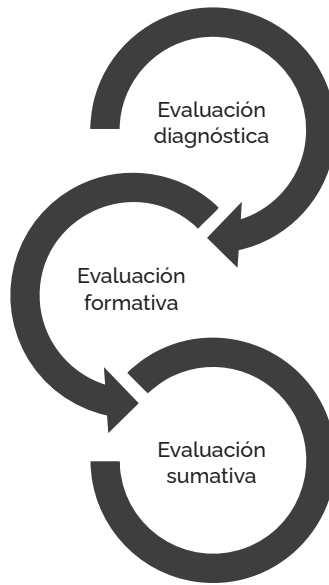 Evaluación
diagnóstica
Evaluación
formativa
Evaluación
sumativa